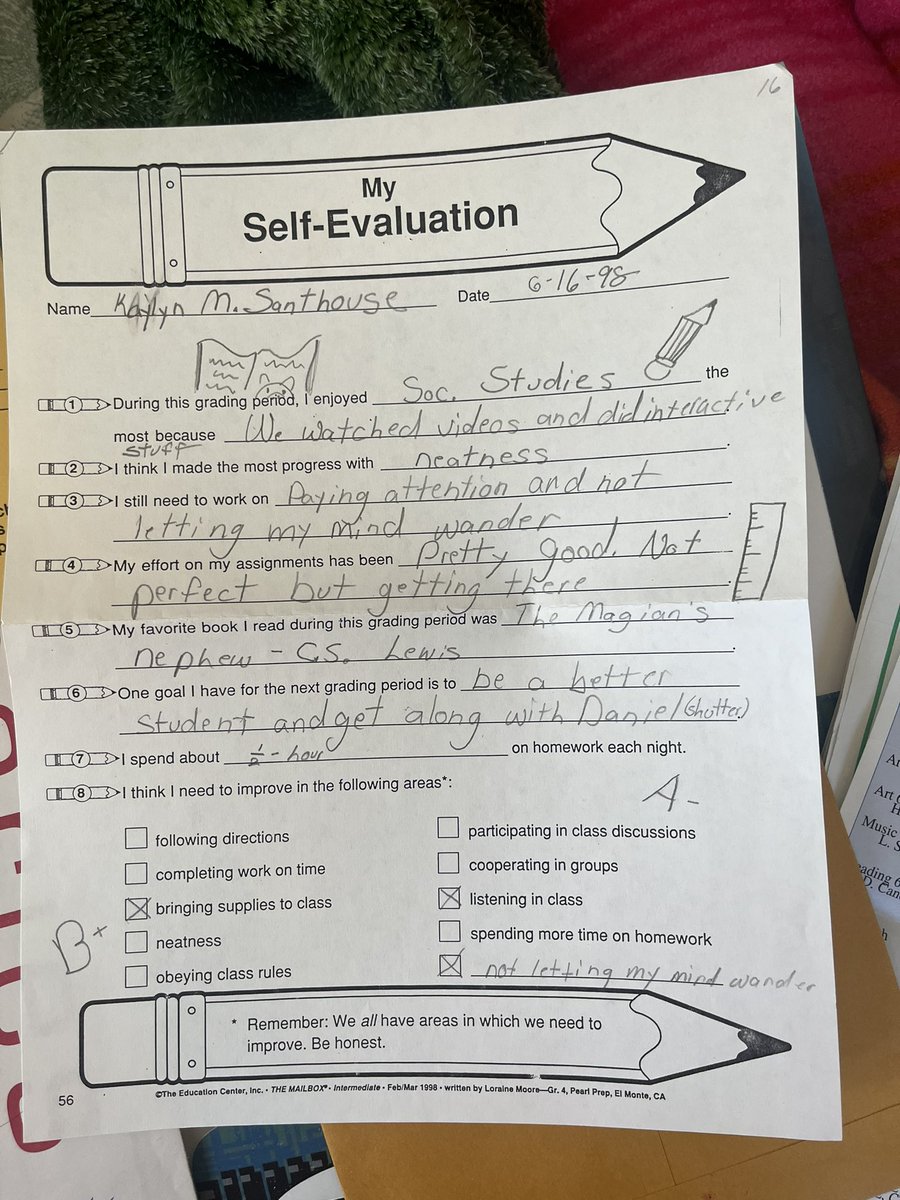 16
My
Self-Evaluation
Name Kaylyn M. Santhouse Date 6-16-98
1 During this grading period, I enjoyed Soc. Studies the
most because We watched videos and did interactive
stuff .
2 I think I made the most progress with neatness
3 I still need to work on Paying attention and not
letting my mind wander .
4 My effort on my assignments has been Pretty good. Not
perfect but getting there .
5 My favorite book I read during this grading period was The Magian's
nephew - C.S. Lewis .
6 One goal I have for the next grading period is to be a better
student and get along with Daniel (shutter)
7 I spend about 1/2 - hour on homework each night.
8 I think I need to improve in the following areas*:
A-
following directions
completing work on time
bringing supplies to class
neatness
obeying class rules
B+
participating in class discussions
cooperating in groups
listening in class
spending more time on homework
not letting my mind wander
* Remember: We all have areas in which we need to
improve. Be honest.
56
©The Education Center, Inc. • THE MAILBOX® • Intermediate • Feb/Mar 1998 • written by Loraine Moore—Gr. 4, Pearl Prep, El Monte, CA
Music
L. S